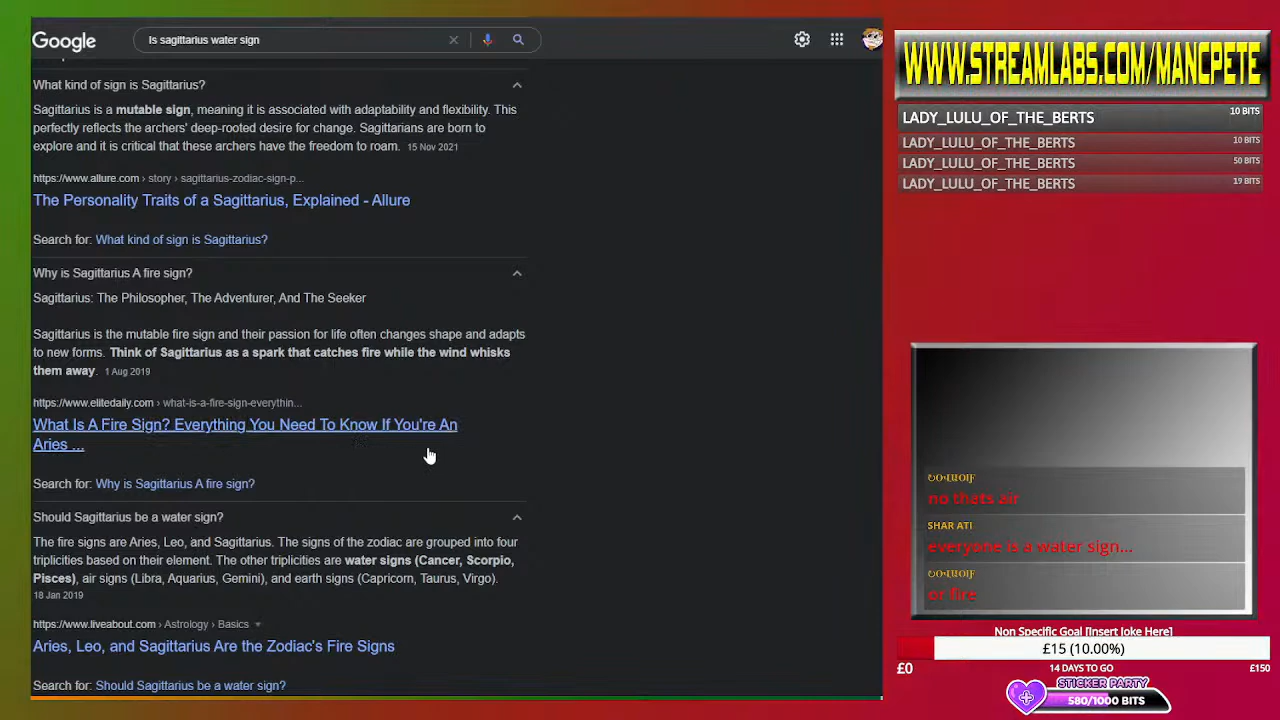 Google
Is sagittarius water sign
What kind of sign is Sagittarius?
Sagittarius is a mutable sign, meaning it is associated with adaptability and flexibility. This
perfectly reflects the archers' deep-rooted desire for change. Sagittarians are born to
explore and it is critical that these archers have the freedom to roam. 15 Nov 2021
https://www.allure.com › story › sagittarius-zodiac-sign-p...
The Personality Traits of a Sagittarius, Explained - Allure
Search for: What kind of sign is Sagittarius?
Why is Sagittarius A fire sign?
Sagittarius: The Philosopher, The Adventurer, And The Seeker
Sagittarius is the mutable fire sign and their passion for life often changes shape and adapts
to new forms. Think of Sagittarius as a spark that catches fire while the wind whisks
them away. 1 Aug 2019
https://www.elitedaily.com › what-is-a-fire-sign-everythin...
What Is A Fire Sign? Everything You Need To Know If You're An
Aries ...
Search for: Why is Sagittarius A fire sign?
Should Sagittarius be a water sign?
The fire signs are Aries, Leo, and Sagittarius. The signs of the zodiac are grouped into four
triplicities based on their element. The other triplicities are water signs (Cancer, Scorpio,
Pisces), air signs (Libra, Aquarius, Gemini), and earth signs (Capricorn, Taurus, Virgo).
18 Jan 2019
https://www.liveabout.com › Astrology › Basics
Aries, Leo, and Sagittarius Are the Zodiac's Fire Signs
Search for: Should Sagittarius be a water sign?
WWW.STREAMLABS.COM/MANCPETE
LADY_LULU_OF_THE_BERTS 10 BITS
LADY_LULU_OF_THE_BERTS 10 BITS
LADY_LULU_OF_THE_BERTS 50 BITS
LADY_LULU_OF_THE_BERTS 19 BITS
no thats air
SHAR ATI
everyone is a water sign...
or fire
Non Specific Goal [Insert Joke Here]
£15 (10.00%)
£0 14 DAYS TO GO £150
STICKER PARTY
580/1000 BITS